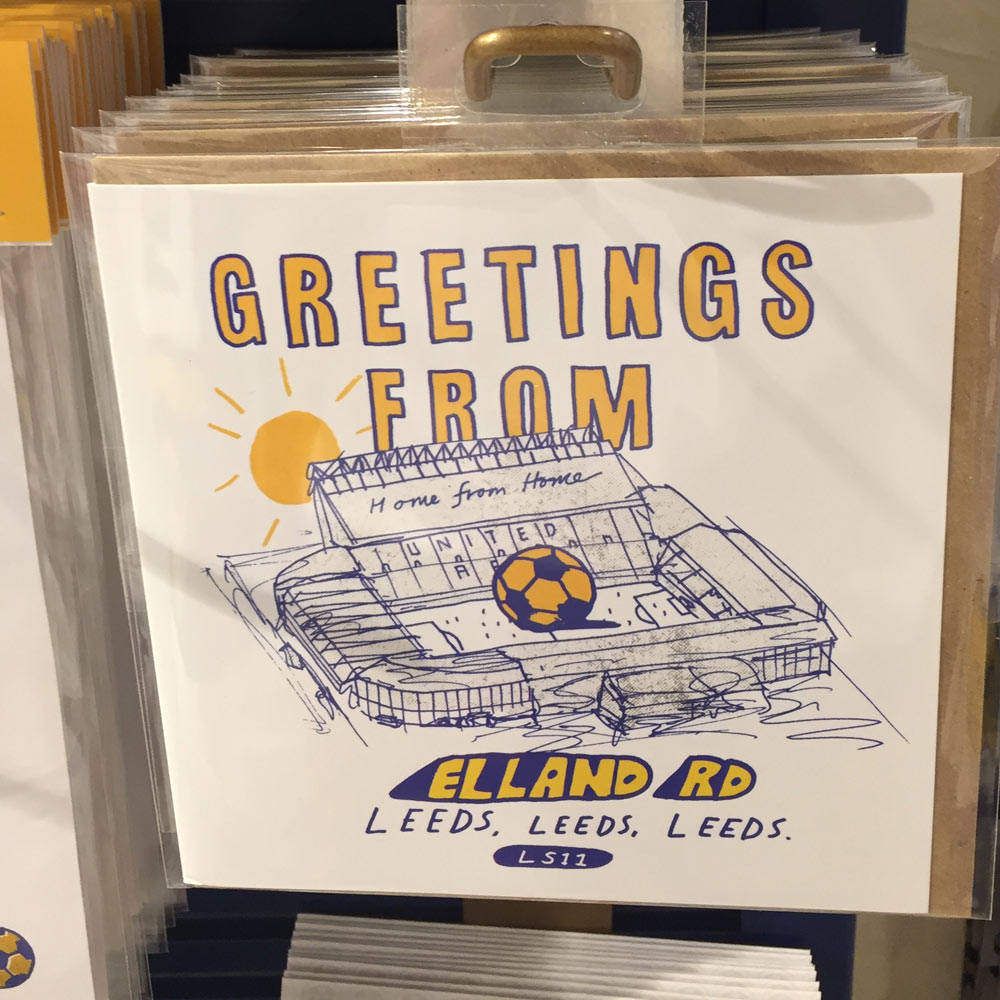 GREETINGS
FROM
Home from Home
UNITED
ELLAND RD
LEEDS, LEEDS, LEEDS.
LS11